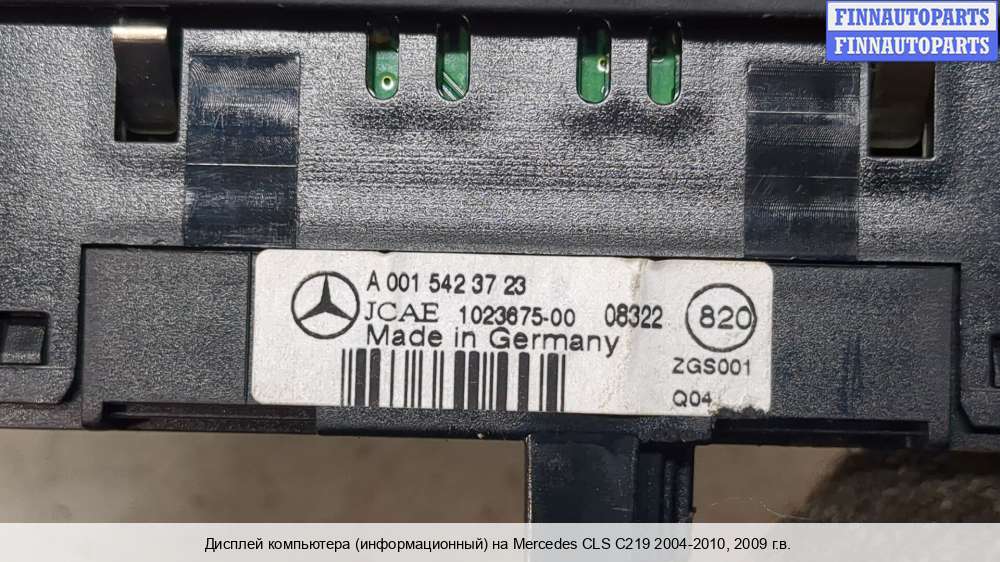 FINNAUTOPARTS
FINNAUTOPARTS
A 001 542 37 23
JCAE 1023675-00 08322 820
Made in Germany
ZGS001
Q04
Дисплей компьютера (информационный) на Mercedes CLS C219 2004-2010, 2009 г.в.